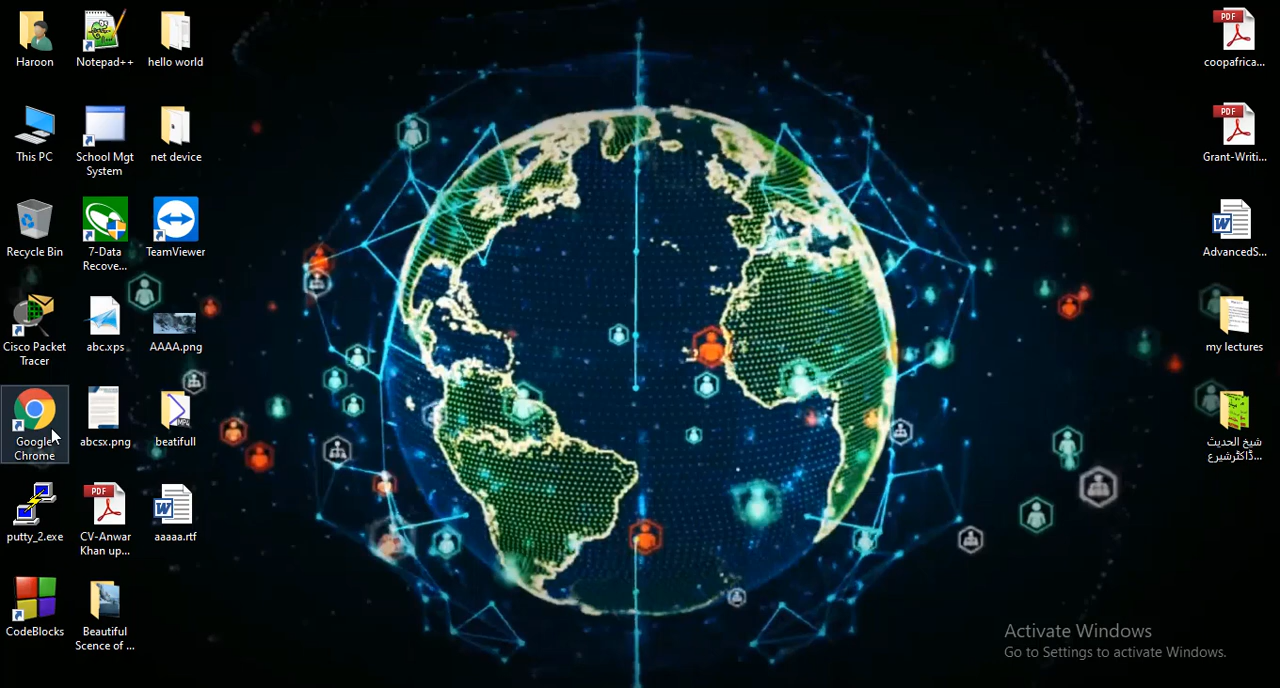 Haroon
Notepad++
hello world
This PC
School Mgt
System
net device
Recycle Bin
7-Data
Recove...
TeamViewer
Cisco Packet
Tracer
abc.xps
AAAA.png
Google
Chrome
abcsx.png
beatifull
putty_2.exe
CV-Anwar
Khan up...
aaaaa.rtf
CodeBlocks
Beautiful
Scence of ...
coopafrica...
Grant-Writi...
AdvancedS...
my lectures
شیخ الحدیث
ڈاکٹرشیرع...
Activate Windows
Go to Settings to activate Windows.